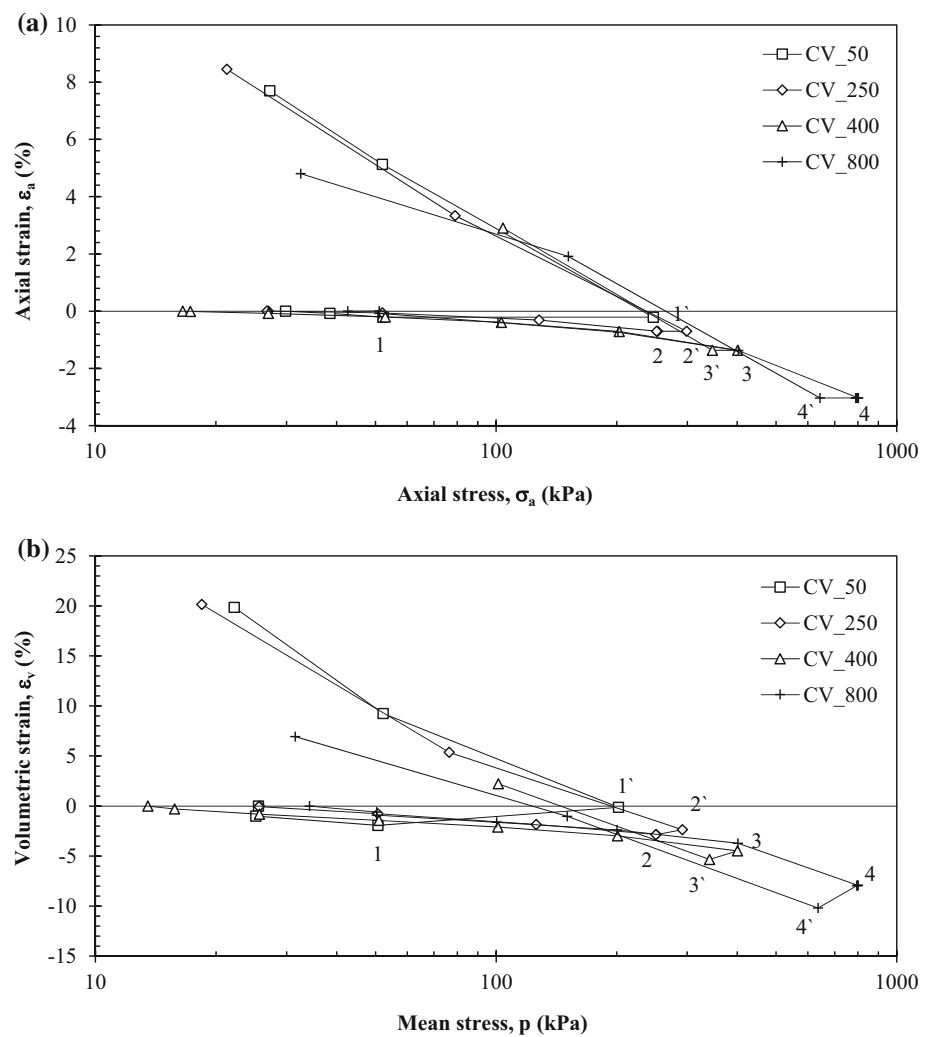 (a)
10
8
6
4
2
0
-2
-4
Axial strain, εa (%)
CV_50
CV_250
CV_400
CV_800
1
1`
2
2`
3`
3
4`
4
10
100
1000
Axial stress, σa (kPa)
(b)
25
20
15
10
5
0
-5
-10
-15
Volumetric strain, εv (%)
CV_50
CV_250
CV_400
CV_800
1
1`
2`
2
3
3`
4
4`
10
100
1000
Mean stress, p (kPa)